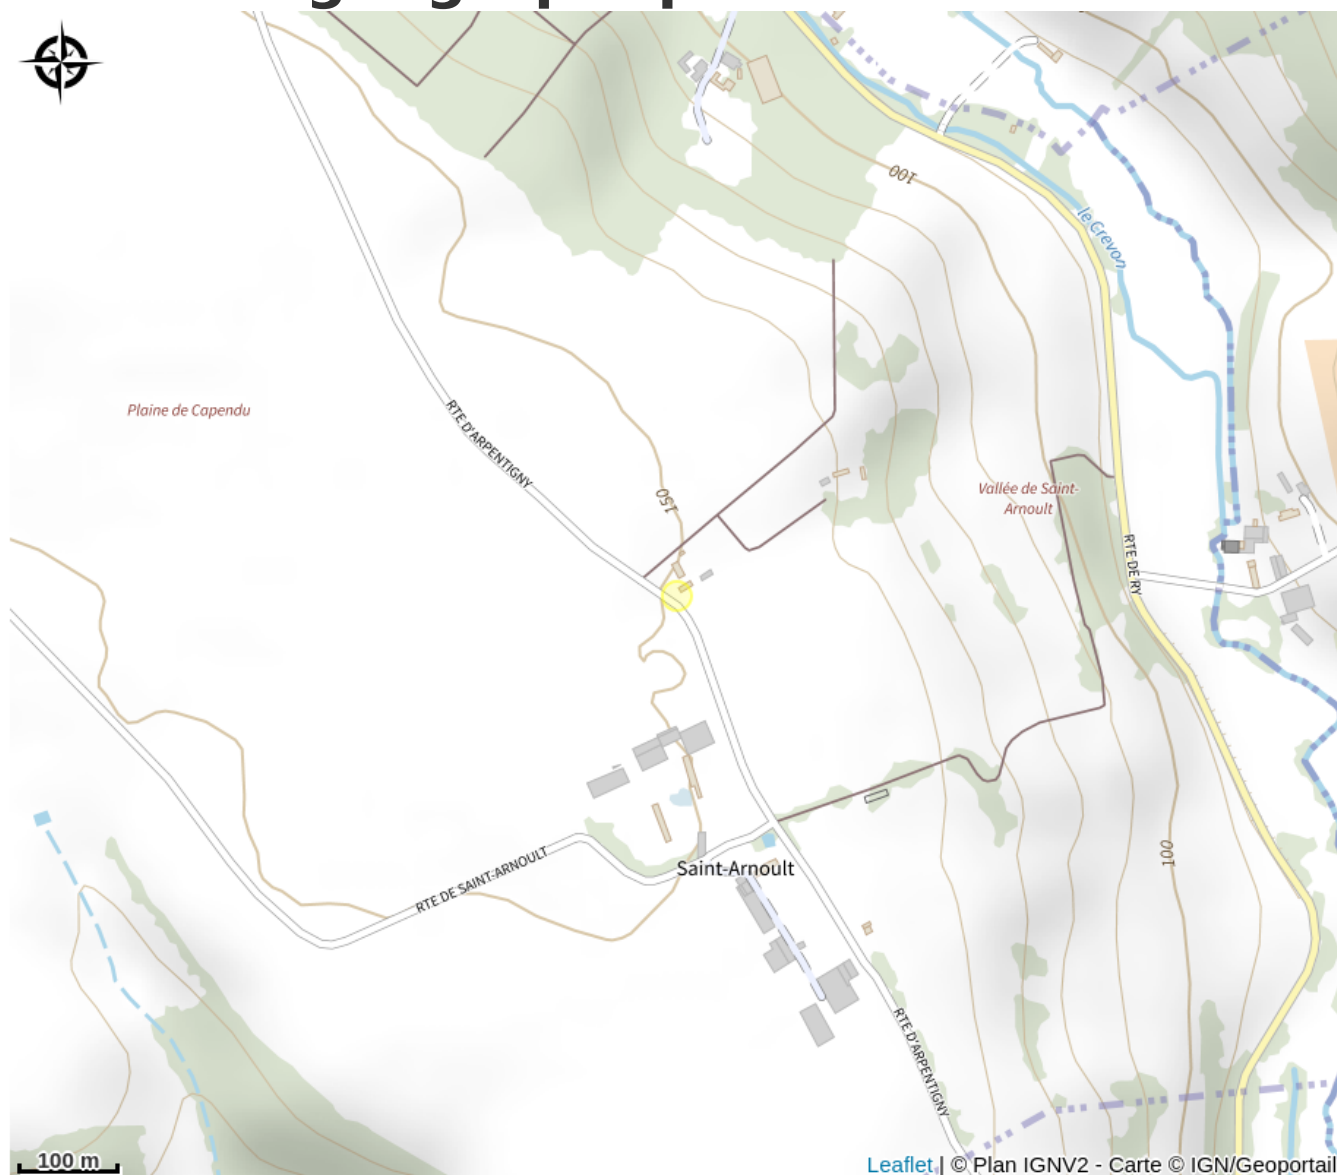 100
le Crevon
Plaine de Capendu
RTE D'ARPENTIGNY
150
Vallée de Saint-
Arnoult
RTE DE RY
100
RTE DE SAINT-ARNOULT
Saint-Arnoult
RTE D'ARPENTIGNY
100 m
Leaflet | © Plan IGNV2 - Carte © IGN/Geoportail